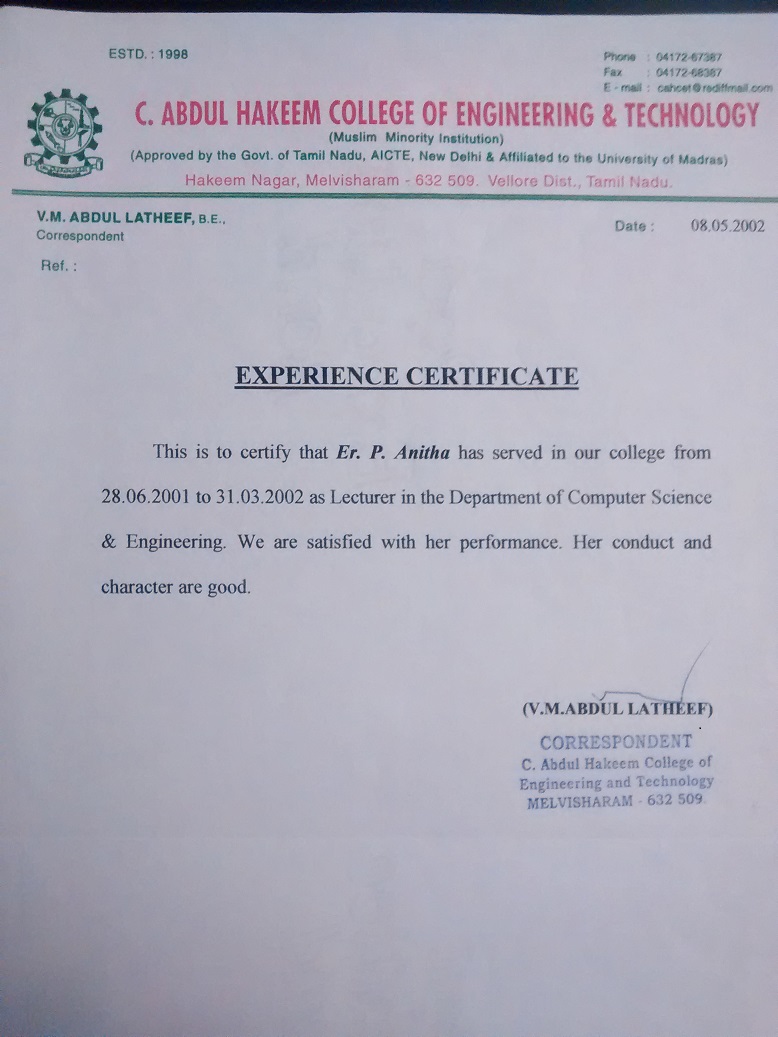 ESTD. : 1998
Phone : 04172-67387
Fax : 04172-68387
E - mail : cahcet@rediffmail.com
C. ABDUL HAKEEM COLLEGE OF ENGINEERING & TECHNOLOGY
(Muslim Minority Institution)
(Approved by the Govt. of Tamil Nadu, AICTE, New Delhi & Affiliated to the University of Madras)
Hakeem Nagar, Melvisharam - 632 509. Vellore Dist., Tamil Nadu.
V.M. ABDUL LATHEEF, B.E.,
Correspondent
Date : 08.05.2002
Ref. :
EXPERIENCE CERTIFICATE
This is to certify that Er. P. Anitha has served in our college from
28.06.2001 to 31.03.2002 as Lecturer in the Department of Computer Science
& Engineering. We are satisfied with her performance. Her conduct and
character are good.
(V.M.ABDUL LATHEEF)
CORRESPONDENT
C. Abdul Hakeem College of
Engineering and Technology
MELVISHARAM - 632 509.